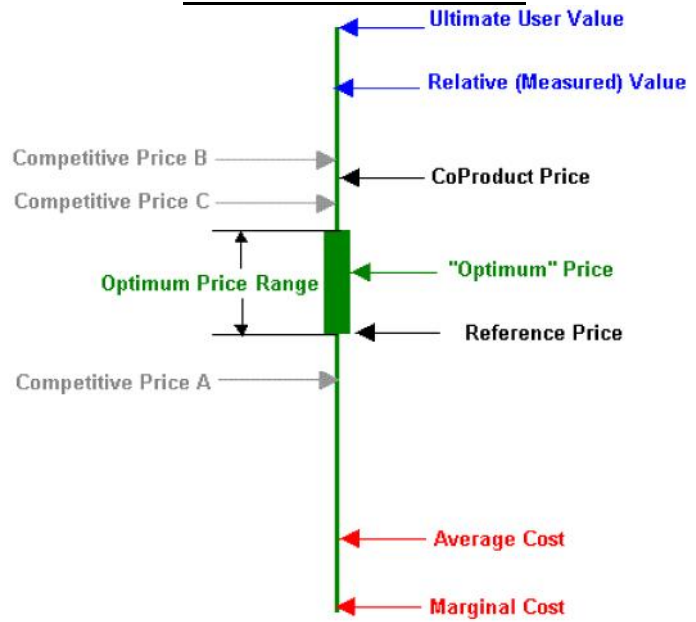 Ultimate User Value
Relative (Measured) Value
Competitive Price B
CoProduct Price
Competitive Price C
Optimum Price Range
"Optimum" Price
Reference Price
Competitive Price A
Average Cost
Marginal Cost